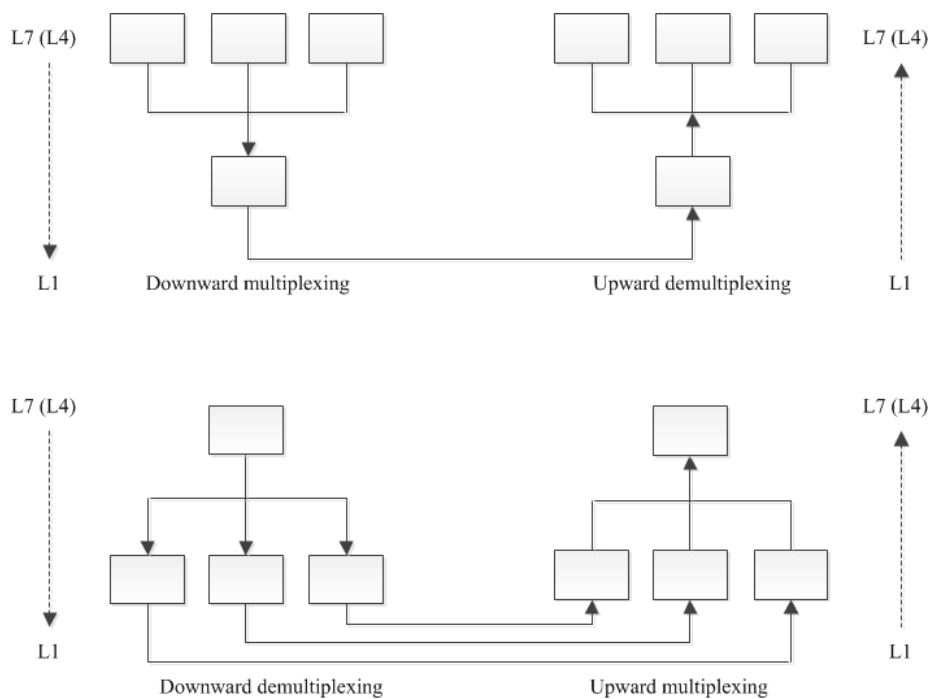 L7 (L4)
L7 (L4)
L1
Downward multiplexing
Upward demultiplexing
L1
L7 (L4)
L7 (L4)
L1
L1
Downward demultiplexing
Upward multiplexing